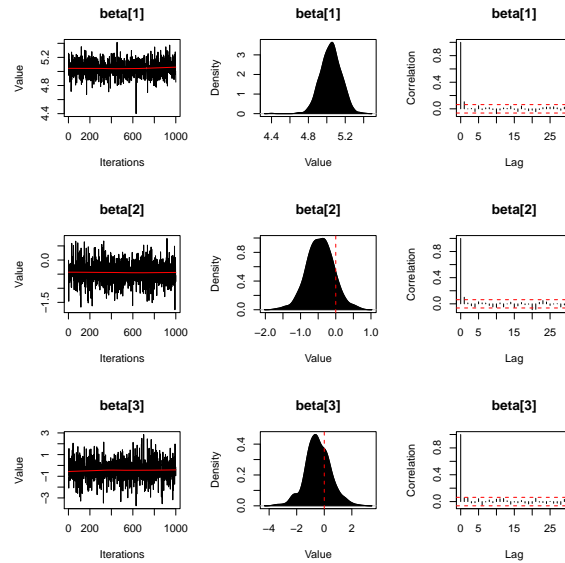 beta[1] beta[1] beta[1]
Value 4.4 4.8 5.2
0 200 600 1000
Iterations
Density 0 1 2 3
4.4 4.8 5.2
Value
Correlation 0.0 0.4 0.8
0 5 15 25
Lag
beta[2] beta[2] beta[2]
Value −1.5 0.0
0 200 600 1000
Iterations
Density 0.0 0.4 0.8
−2.0 −1.0 0.0 1.0
Value
Correlation 0.0 0.4 0.8
0 5 15 25
Lag
beta[3] beta[3] beta[3]
Value −3 −1 1 3
0 200 600 1000
Iterations
Density 0.0 0.2 0.4
−4 −2 0 2
Value
Correlation 0.0 0.4 0.8
0 5 15 25
Lag